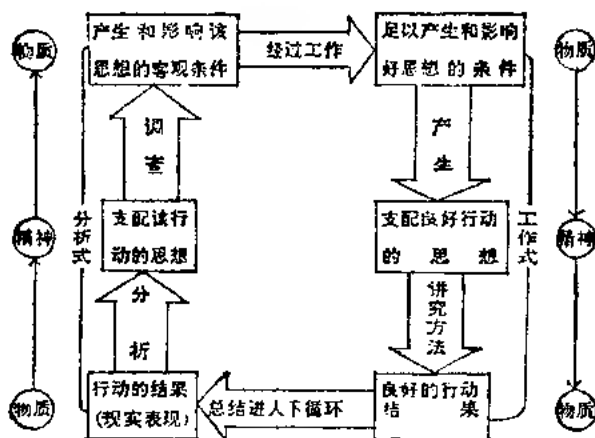 产生和影响该
思想的客观条件
经过工作
足以产生和影响
好思想的条件
物质
物质
调查
产生
分析式
工作式
精神
支配该行
动的思想
支配良好行动
的思想
精神
分析
讲究方法
物质
行动的结果
(现实表现)
总结进人下循环
良好的行动
结果
物质